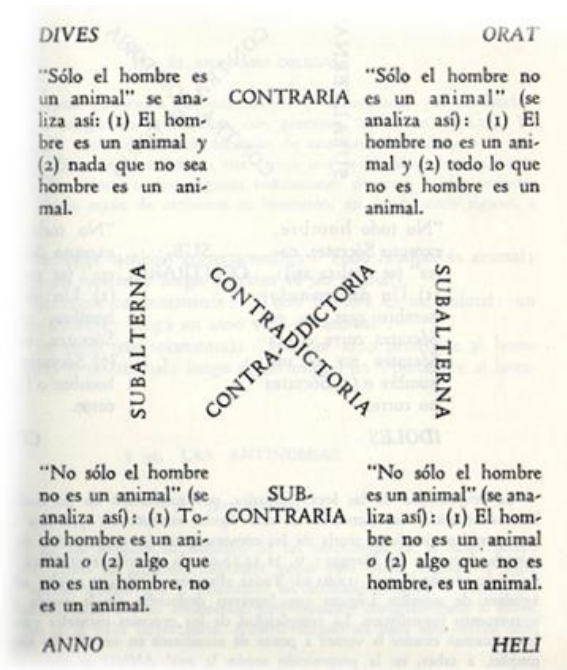 DIVES
ORAT
"Sólo el hombre es
un animal" se ana-
liza así: (1) El hom-
bre es un animal y
(2) nada que no sea
hombre es un ani-
mal.
CONTRARIA
"Sólo el hombre no
es un animal" (se
analiza así): (1) El
hombre no es un ani-
mal y (2) todo lo que
no es hombre es un
animal.
SUBALTERNA
CONTRADICTORIA
CONTRADICTORIA
SUBALTERNA
"No sólo el hombre
no es un animal" (se
analiza así): (1) To-
do hombre es un ani-
mal o (2) algo que
no es un hombre, no
es un animal.
SUB-
CONTRARIA
"No sólo el hombre
es un animal" (se ana-
liza así): (1) El hom-
bre no es un animal
o (2) algo que no es
hombre, es un animal.
ANNO
HELI